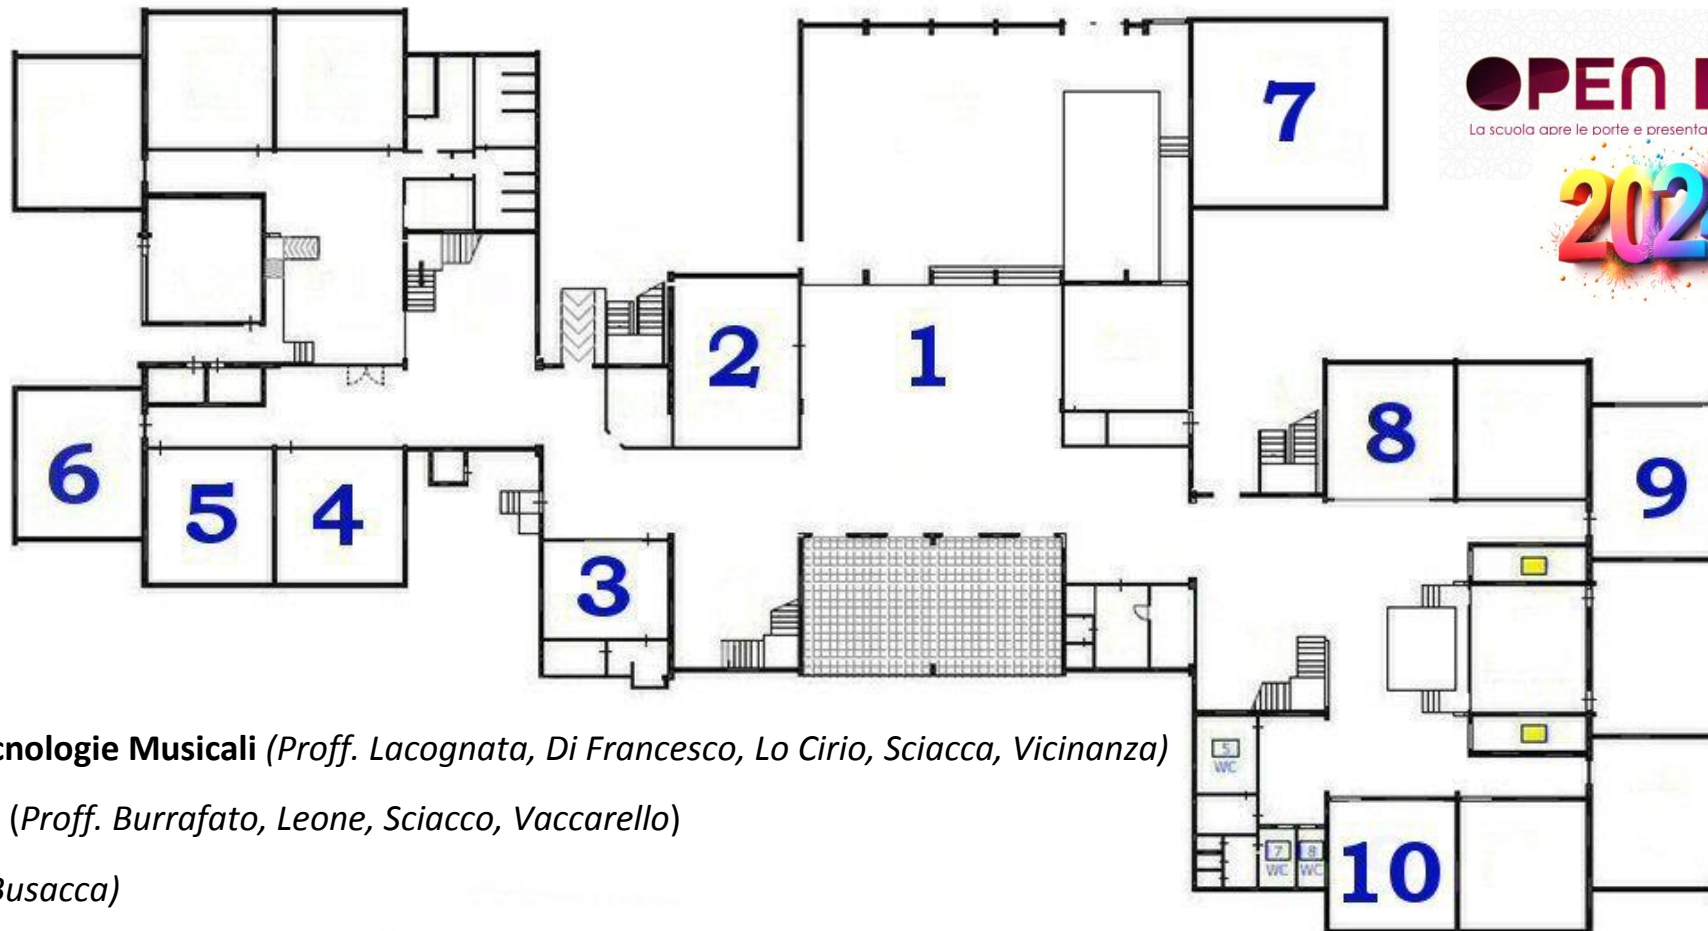 OPEN
La scuola apre le porte e presenta
202
7
2
1
8
6
5
4
9
3
cnologie Musicali (Proff. Lacognata, Di Francesco, Lo Cirio, Sciacca, Vicinanza)
(Proff. Burrafato, Leone, Sciacco, Vaccarello)
Busacca)
5
WC
7
WC
8
WC
10